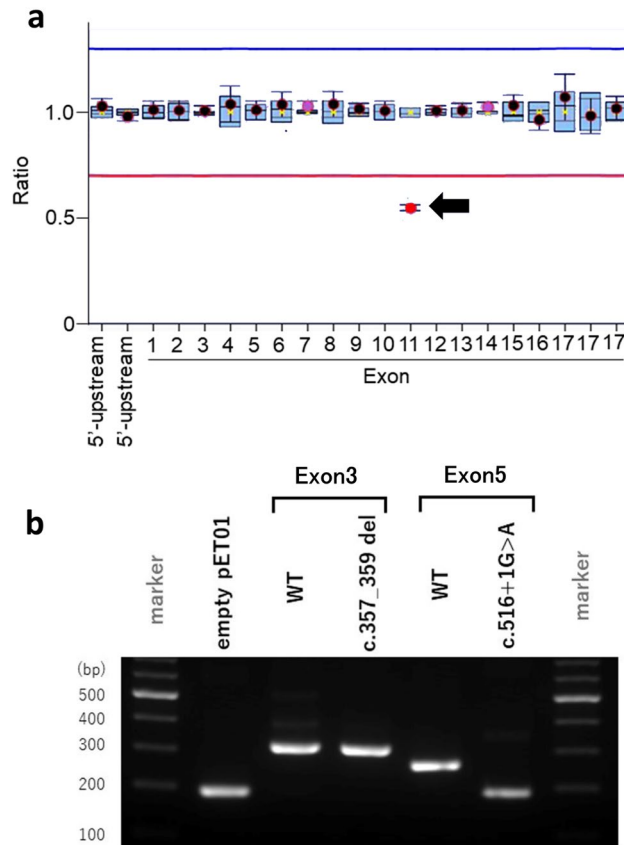 a
Ratio
1.0
0.5
0
5'-upstream
5'-upstream
1 2 3 4 5 6 7 8 9 10 11 12 13 14 15 16 17 17 17
Exon
b
Exon3 Exon5
marker
empty pET01
WT
c.357_359 del
WT
c.516+1G>A
marker
(bp)
500
400
300
200
100